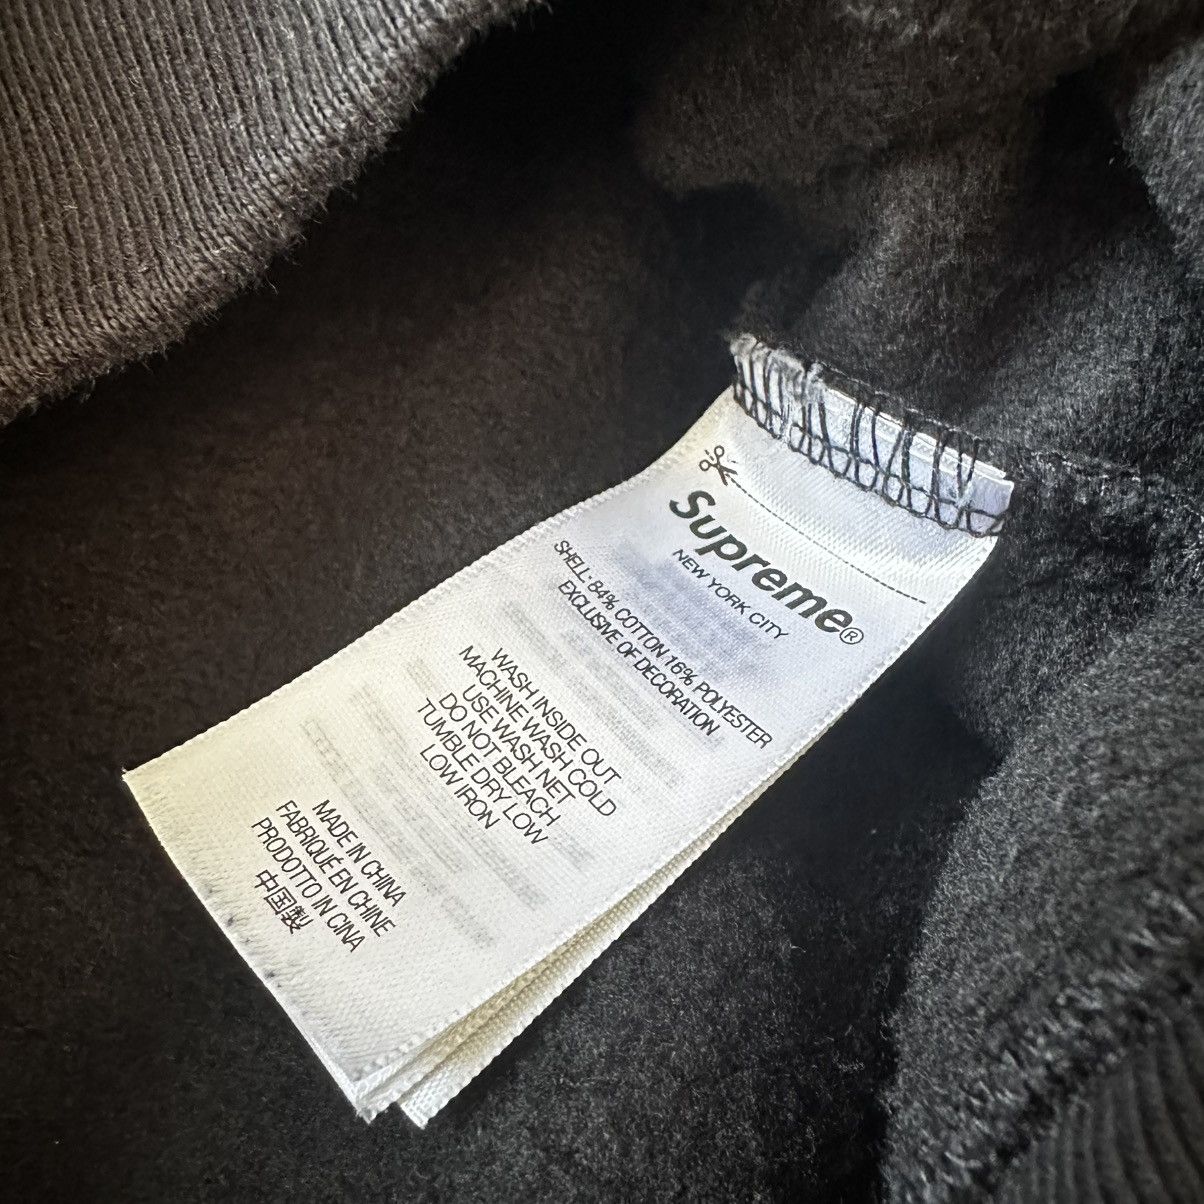 Supreme®
NEW YORK CITY
SHELL: 84% COTTON 16% POLYESTER
EXCLUSIVE OF DECORATION
WASH INSIDE OUT
MACHINE WASH COLD
USE WASH NET
DO NOT BLEACH
TUMBLE DRY LOW
LOW IRON
MADE IN CHINA
FABRIQUÉ EN CHINE
PRODOTTO IN CINA
中国製